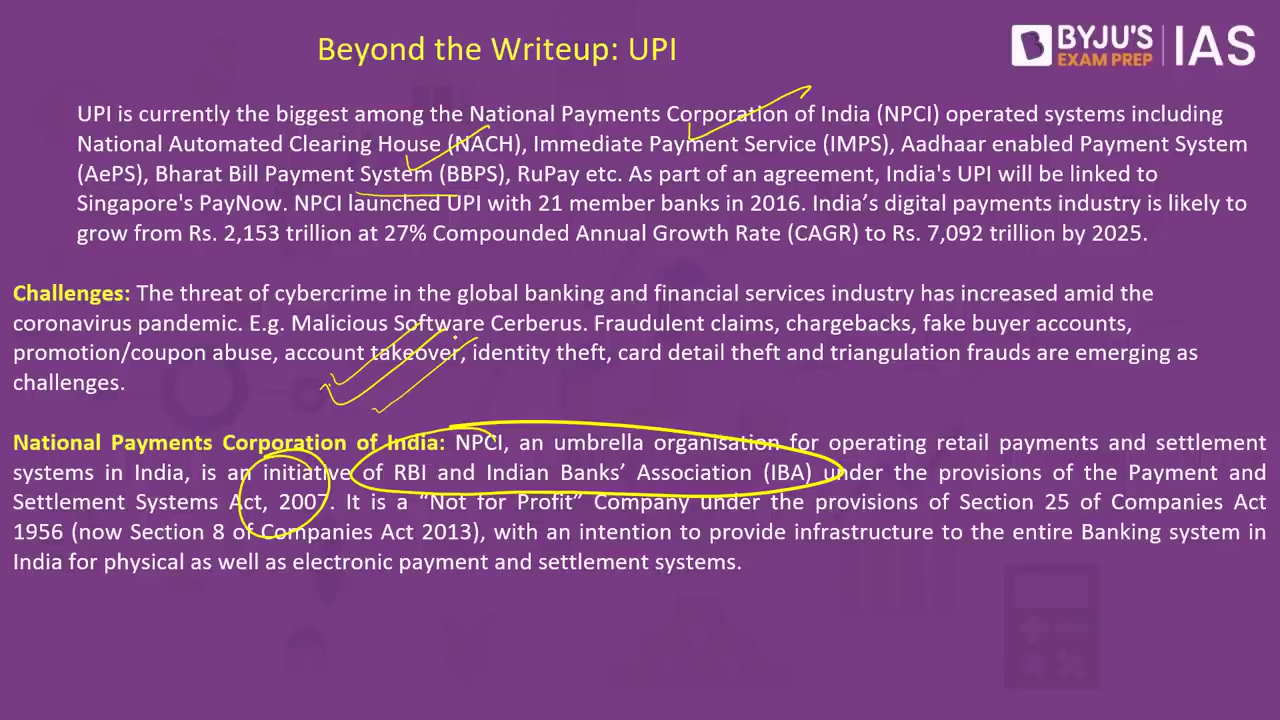 Beyond the Writeup: UPI
BYJU'S
EXAM PREP
IAS
UPI is currently the biggest among the National Payments Corporation of India (NPCI) operated systems including
National Automated Clearing House (NACH), Immediate Payment Service (IMPS), Aadhaar enabled Payment System
(AePS), Bharat Bill Payment System (BBPS), RuPay etc. As part of an agreement, India's UPI will be linked to
Singapore's PayNow. NPCI launched UPI with 21 member banks in 2016. India’s digital payments industry is likely to
grow from Rs. 2,153 trillion at 27% Compounded Annual Growth Rate (CAGR) to Rs. 7,092 trillion by 2025.
Challenges: The threat of cybercrime in the global banking and financial services industry has increased amid the
coronavirus pandemic. E.g. Malicious Software Cerberus. Fraudulent claims, chargebacks, fake buyer accounts,
promotion/coupon abuse, account takeover, identity theft, card detail theft and triangulation frauds are emerging as
challenges.
National Payments Corporation of India: NPCI, an umbrella organisation for operating retail payments and settlement
systems in India, is an initiative of RBI and Indian Banks’ Association (IBA) under the provisions of the Payment and
Settlement Systems Act, 2007. It is a “Not for Profit” Company under the provisions of Section 25 of Companies Act
1956 (now Section 8 of Companies Act 2013), with an intention to provide infrastructure to the entire Banking system in
India for physical as well as electronic payment and settlement systems.